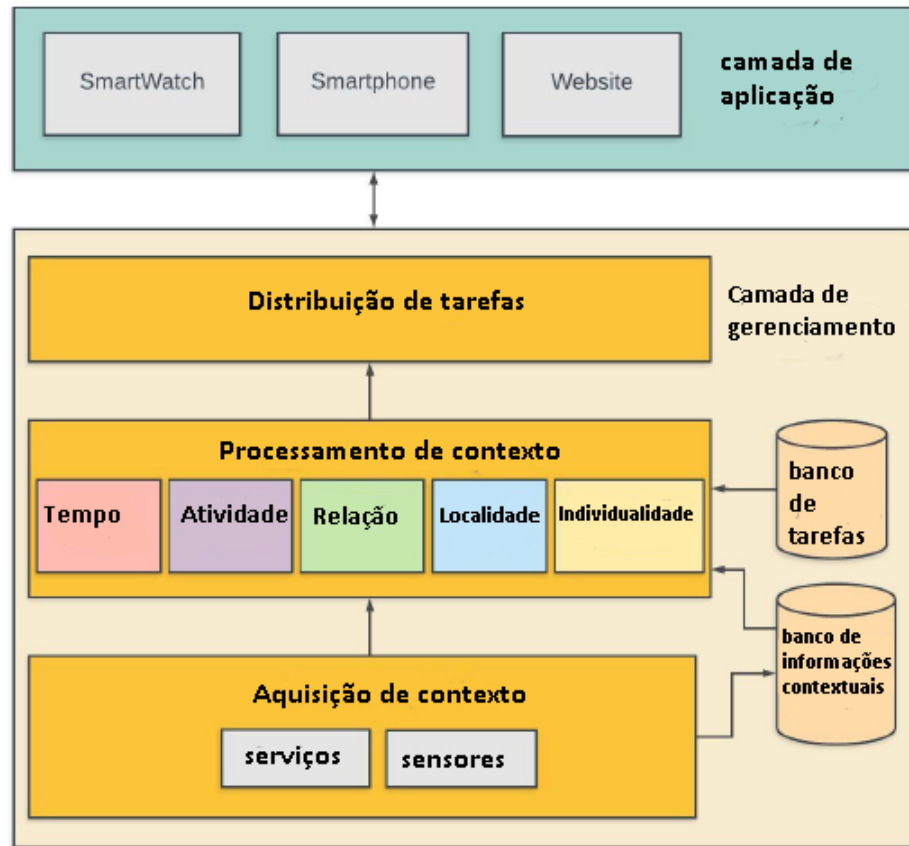 SmartWatch
Smartphone
Website
camada de
aplicação
Distribuição de tarefas
Camada de
gerenciamento
Processamento de contexto
Tempo
Atividade
Relação
Localidade
Individualidade
banco
de
tarefas
Aquisição de contexto
serviços
sensores
banco de
informações
contextuais